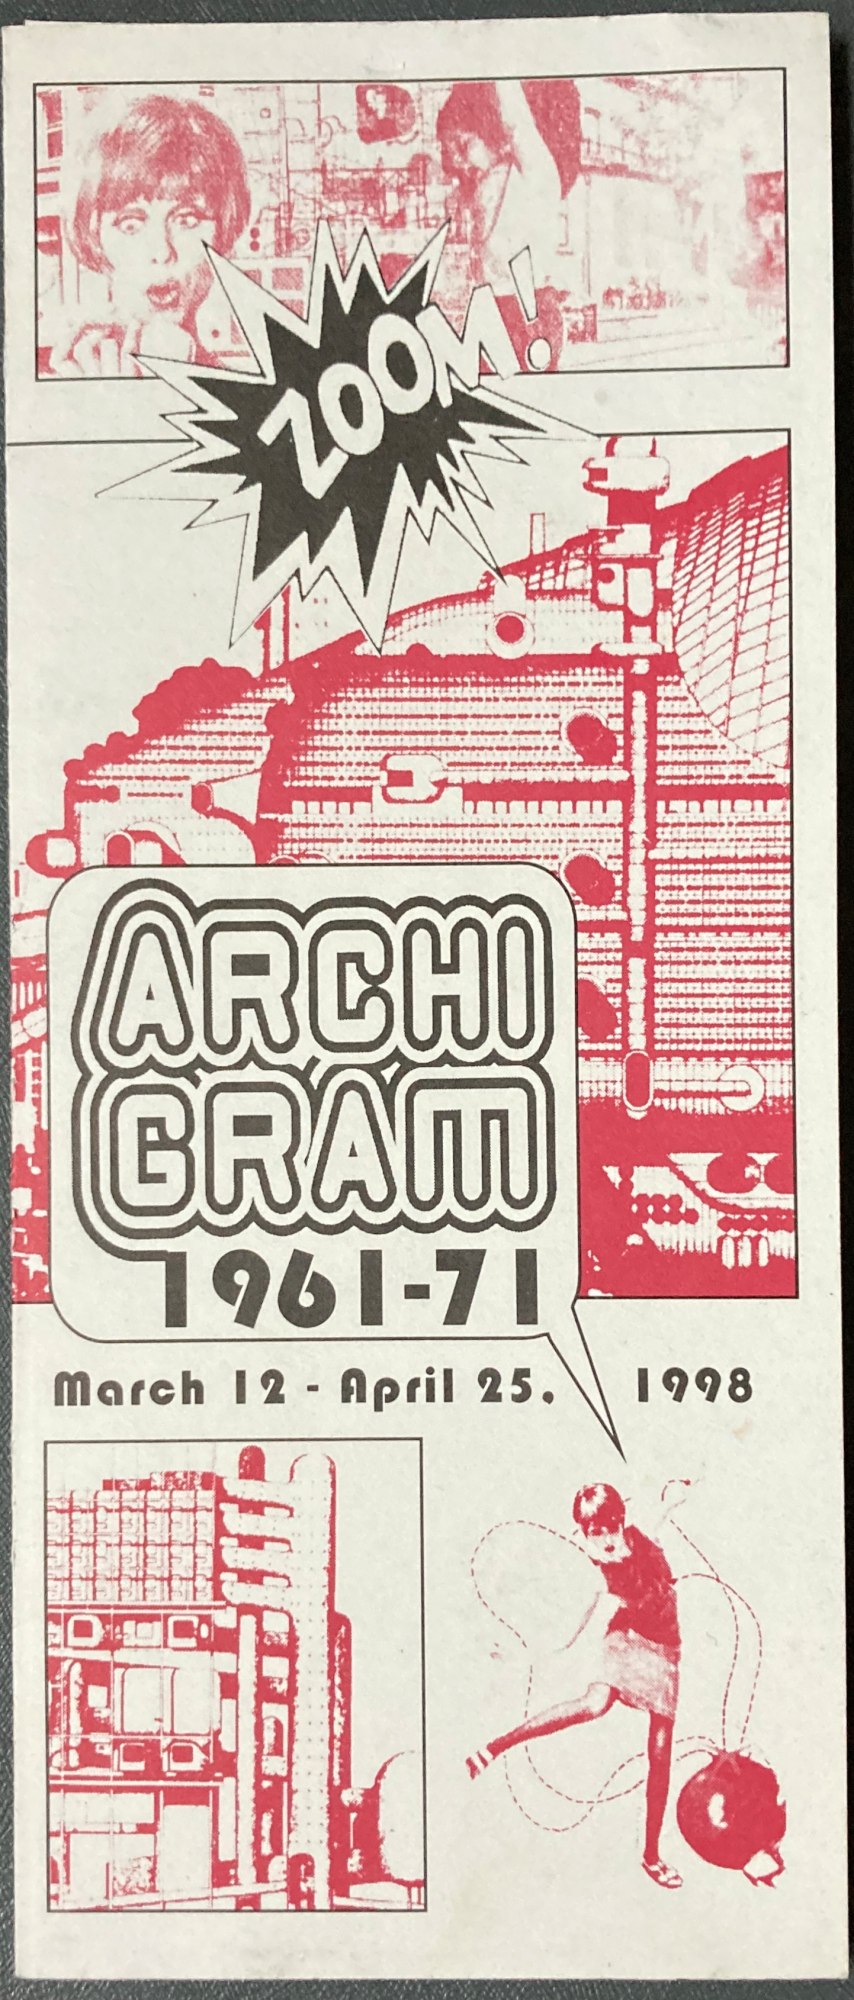 ZOOM!
ARCHI
GRAM
1961-71
March 12 - April 25. 1998